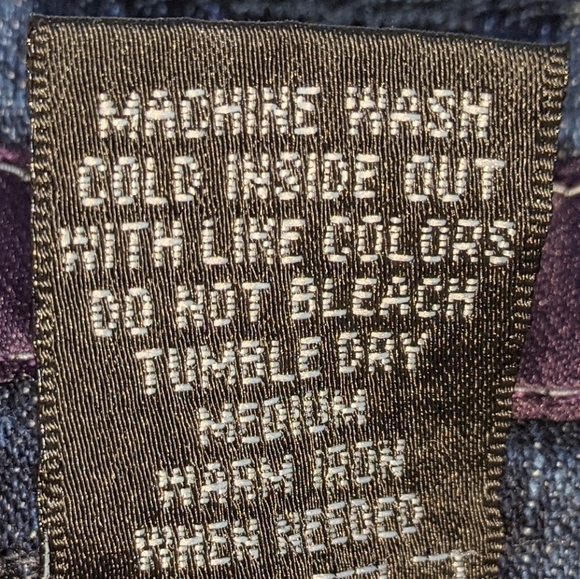 MACHINE WASH
COLD INSIDE OUT
WITH LIKE COLORS
DO NOT BLEACH
TUMBLE DRY
MEDIUM
WARM IRON
WHEN NEEDED